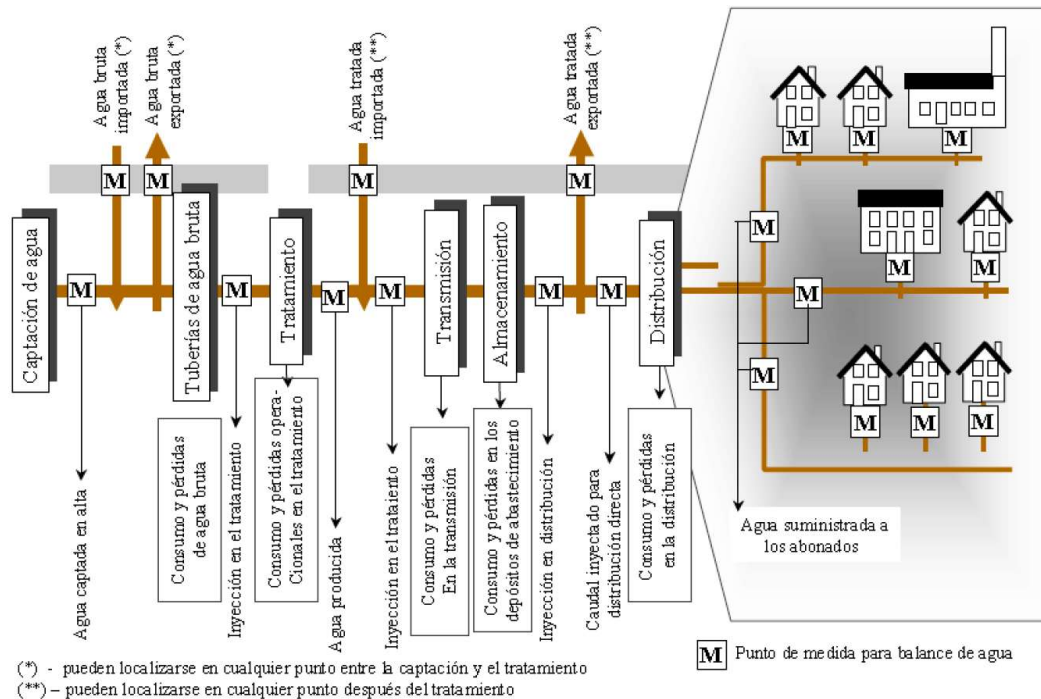 Agua bruta
importada (*)
Agua bruta
exportada (*)
Agua tratada
importada (**)
Agua tratada
exportada (**)
M
M
M
M
Captación de agua
M
Tuberías de agua bruta
M
Tratamiento
M
M
Transmisión
Almacenamiento
M
M
Distribución
M
M
M
M
M
M
M
M
M
M
M
M
Agua captada en alta
Consumo y pérdidas
de agua bruta
Inyección en el tratamiento
Consumo y pérdidas opera-
Cionales en el tratamiento
Agua producida
Inyección en el trataiento
Consumo y pérdidas
En la transmisión
Consumo y pérdidas en los
depósitos de abastecimiento
Inyección en distribución
Caudal inyectado para
distribución directa
Consumo y pérdidas
en la distribución
Agua suministrada a
los abonados
M Punto de medida para balance de agua
(*) - pueden localizarse en cualquier punto entre la captación y el tratamiento
(**) – pueden localizarse en cualquier punto después del tratamiento